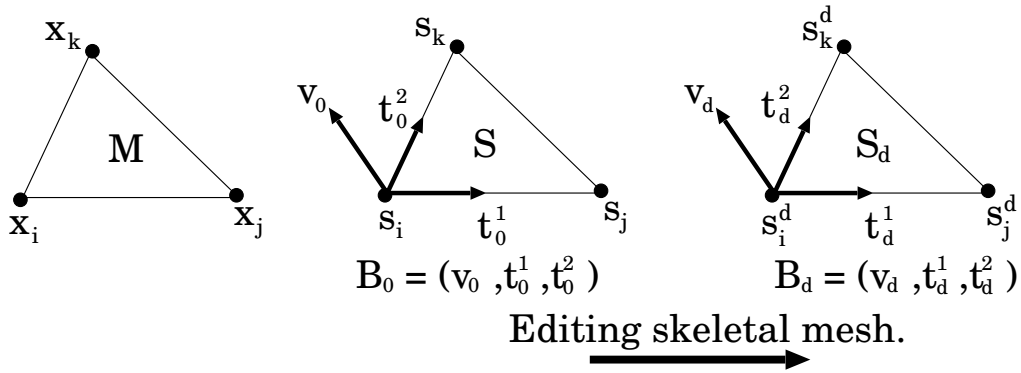 x_k s_k s_k^d
v_0 t_0^2 v_d t_d^2
M S S_d
x_i x_j s_i t_0^1 s_j s_i^d t_d^1 s_j^d
B_0 = (v_0 ,t_0^1 ,t_0^2 ) B_d = (v_d ,t_d^1 ,t_d^2 )
Editing skeletal mesh.